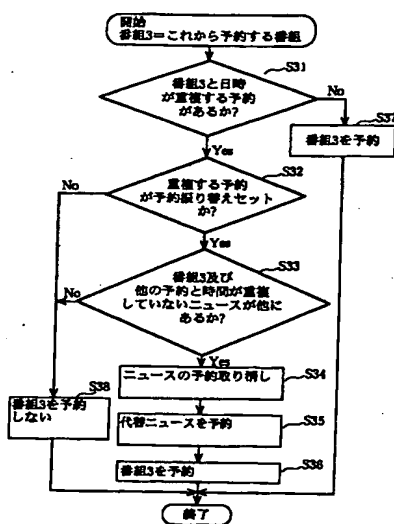 開始
番組3=これから予約する番組
S31
番組3と日時
が重複する予約
があるか?
No
S37
番組3を予約
Yes
S32
重複する予約
が予約振り替えセット
か?
No
Yes
S33
番組3及び
他の予約と時間が重複
していないニュースが他に
あるか?
No
Yes
ニュースの予約取り消し
S34
代替ニュースを予約
S35
番組3を予約
S36
S38
番組3を予約
しない
終了